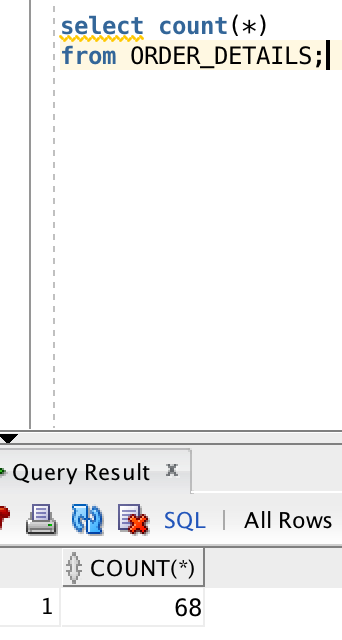 select count(*)
from ORDER_DETAILS;
Query Result x
SQL | All Rows
COUNT(*)
1 68